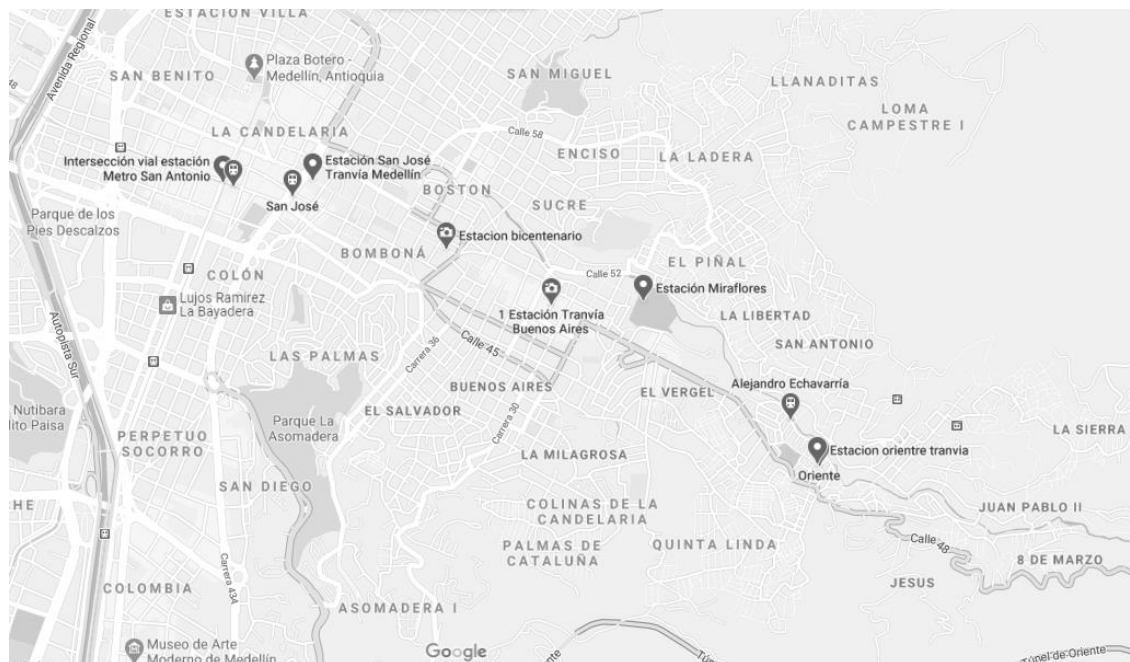 ESTACIÓN VILLA
Avenida Regional
SAN BENITO
Plaza Botero -
Medellín, Antioquia
SAN MIGUEL
LLANADITAS
LOMA
CAMPESTRE I
48
LA CANDELARIA
Calle 58
ENCISO
LA LADERA
Intersección vial estación
Metro San Antonio
Estación San José
Tranvía Medellín
San José
BOSTON
SUCRE
Parque de los
Pies Descalzos
Estacion bicentenario
BOMBONÁ
COLÓN
EL PIÑAL
Calle 52
Estación Miraflores
Lujos Ramirez
La Bayadera
1 Estación Tranvía
Buenos Aires
LA LIBERTAD
SAN ANTONIO
Autopista Sur
LAS PALMAS
Carrera 36
Calle 45
BUENOS AIRES
EL VERGEL
Alejandro Echavarría
Nutibara
lito Paisa
Parque La
Asomadera
EL SALVADOR
Carrera 30
LA SIERRA
PERPETUO
SOCORRO
LA MILAGROSA
Estacion orientre tranvia
Oriente
SAN DIEGO
CHE
COLINAS DE LA
CANDELARIA
JUAN PABLO II
PALMAS DE
CATALUÑA
QUINTA LINDA
Calle 48
8 DE MARZO
JESUS
COLOMBIA
Carrera 43A
ASOMADERA I
Museo de Arte
Moderno de Medellín
Google
Túnel de Oriente